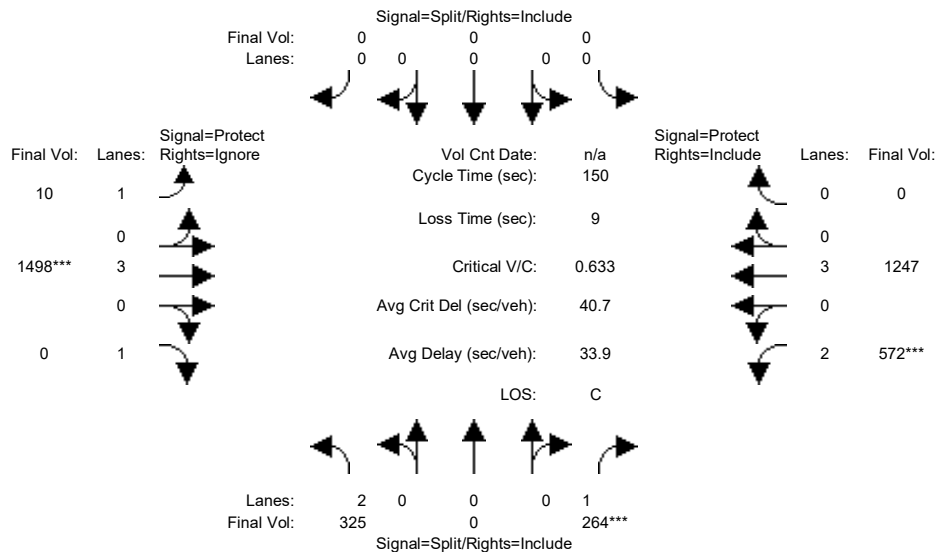 Signal=Split/Rights=Include
Final Vol: 0 0 0
Lanes: 0 0 0 0 0
Signal=Protect
Final Vol: Lanes: Rights=Ignore
Vol Cnt Date: n/a
Signal=Protect
Rights=Include Lanes: Final Vol:
Cycle Time (sec): 150
10 1
0 0
Loss Time (sec): 9
0
0
1498*** 3
Critical V/C: 0.633
3 1247
0
Avg Crit Del (sec/veh): 40.7
0
0 1
Avg Delay (sec/veh): 33.9
2 572***
LOS: C
Lanes: 2 0 0 0 1
Final Vol: 325 0 264***
Signal=Split/Rights=Include